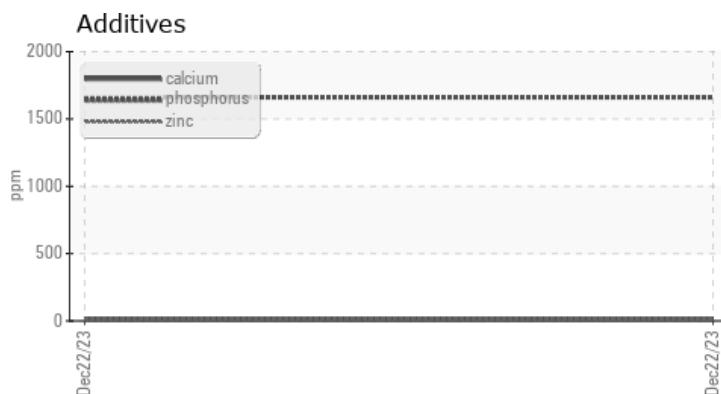 Additives
2000
1500
1000
500
0
ppm
calcium
phosphorus
zinc
Dec22/23
Dec22/23